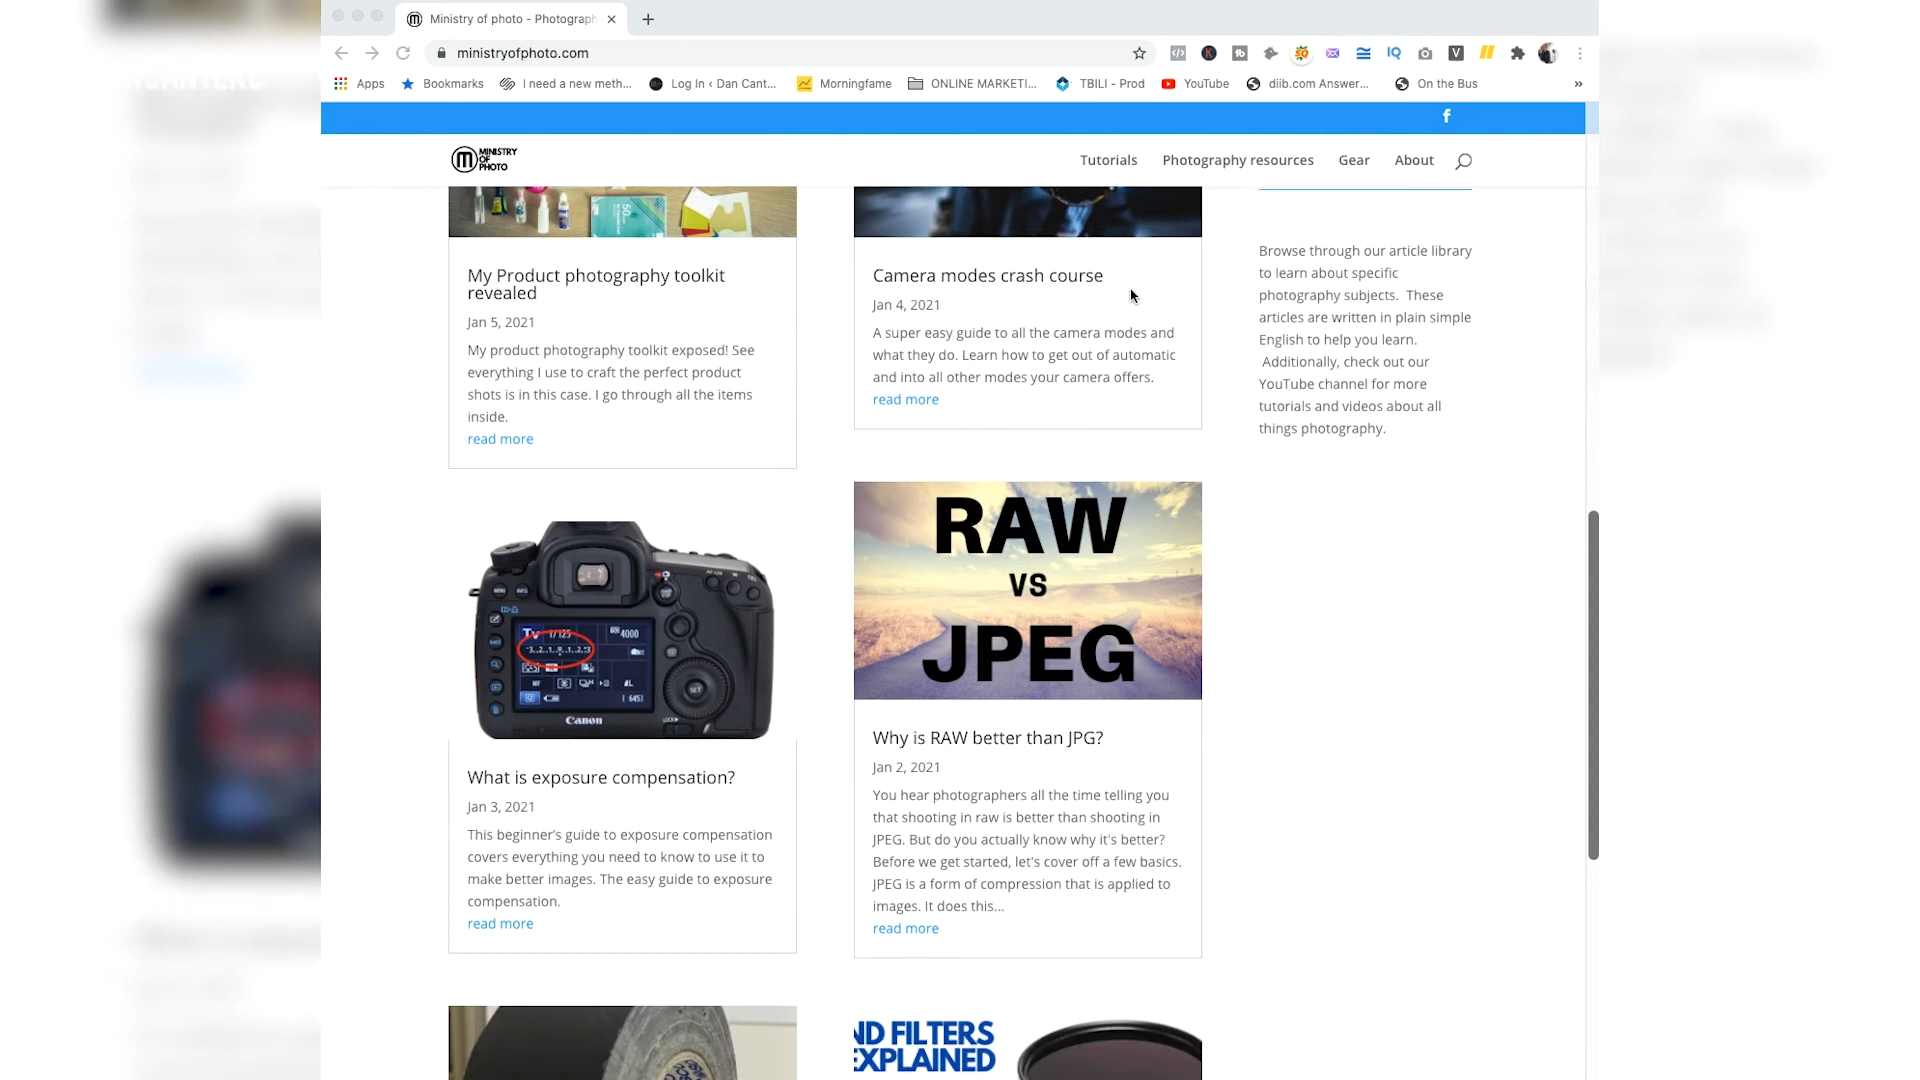 Ministry of photo - Photograph
ministryofphoto.com
Apps
Bookmarks
I need a new meth...
Log In ‹ Dan Cant...
Morningfame
ONLINE MARKETI...
TBILI - Prod
YouTube
diib.com Answer...
On the Bus
»
MINISTRY
OF
PHOTO
Tutorials
Photography resources
Gear
About
My Product photography toolkit
revealed
Jan 5, 2021
My product photography toolkit exposed! See
everything I use to craft the perfect product
shots is in this case. I go through all the items
inside.
read more
Camera modes crash course
Jan 4, 2021
A super easy guide to all the camera modes and
what they do. Learn how to get out of automatic
and into all other modes your camera offers.
read more
Browse through our article library
to learn about specific
photography subjects.  These
articles are written in plain simple
English to help you learn.
Additionally, check out our
YouTube channel for more
tutorials and videos about all
things photography.
Tv 1/125 4000
SET
Canon
What is exposure compensation?
Jan 3, 2021
This beginner's guide to exposure compensation
covers everything you need to know to use it to
make better images. The easy guide to exposure
compensation.
read more
RAW
VS
JPEG
Why is RAW better than JPG?
Jan 2, 2021
You hear photographers all the time telling you
that shooting in raw is better than shooting in
JPEG. But do you actually know why it's better?
Before we get started, let's cover off a few basics.
JPEG is a form of compression that is applied to
images. It does this...
read more
ND FILTERS
EXPLAINED